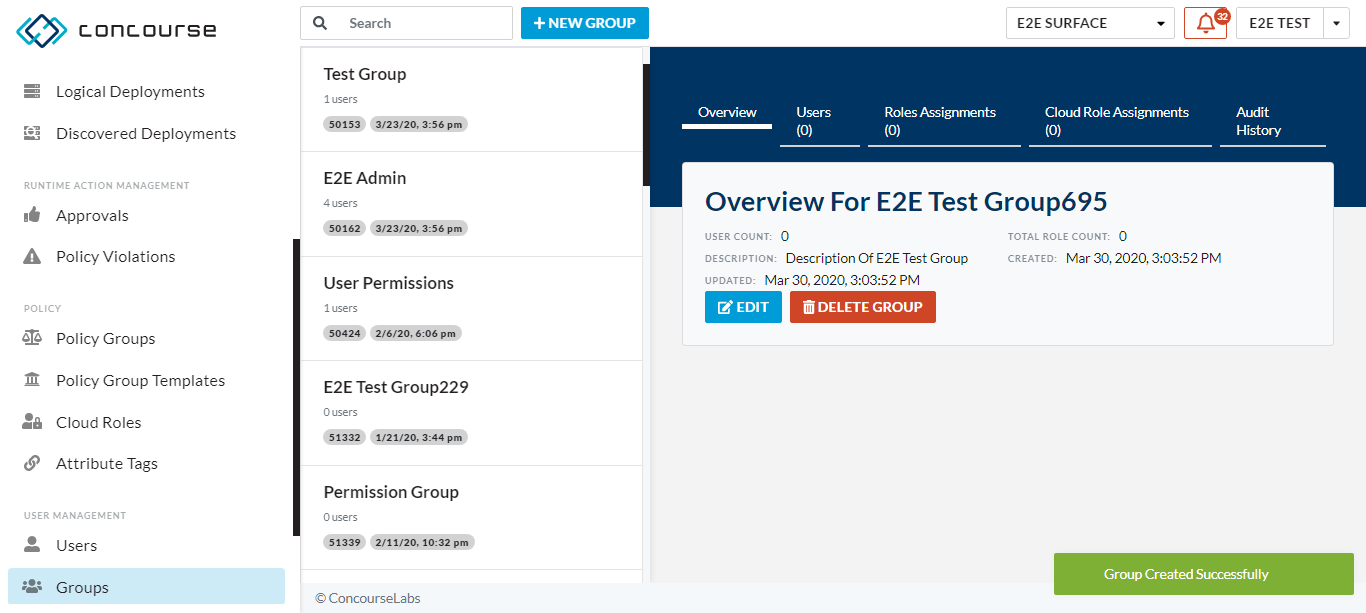 concourse
Search
NEW GROUP
E2E SURFACE
32
E2E TEST
Logical Deployments
Discovered Deployments
RUNTIME ACTION MANAGEMENT
Approvals
Policy Violations
POLICY
Policy Groups
Policy Group Templates
Cloud Roles
Attribute Tags
USER MANAGEMENT
Users
Groups
Test Group
1 users
50153 3/23/20, 3:56 pm
E2E Admin
4 users
50162 3/23/20, 3:56 pm
User Permissions
1 users
50424 2/6/20, 6:06 pm
E2E Test Group229
0 users
51332 1/21/20, 3:44 pm
Permission Group
0 users
51339 2/11/20, 10:32 pm
© ConcourseLabs
Overview
Users
(0)
Roles Assignments
(0)
Cloud Role Assignments
(0)
Audit
History
Overview For E2E Test Group695
USER COUNT: 0
TOTAL ROLE COUNT: 0
DESCRIPTION: Description Of E2E Test Group
CREATED: Mar 30, 2020, 3:03:52 PM
UPDATED: Mar 30, 2020, 3:03:52 PM
EDIT
DELETE GROUP
Group Created Successfully